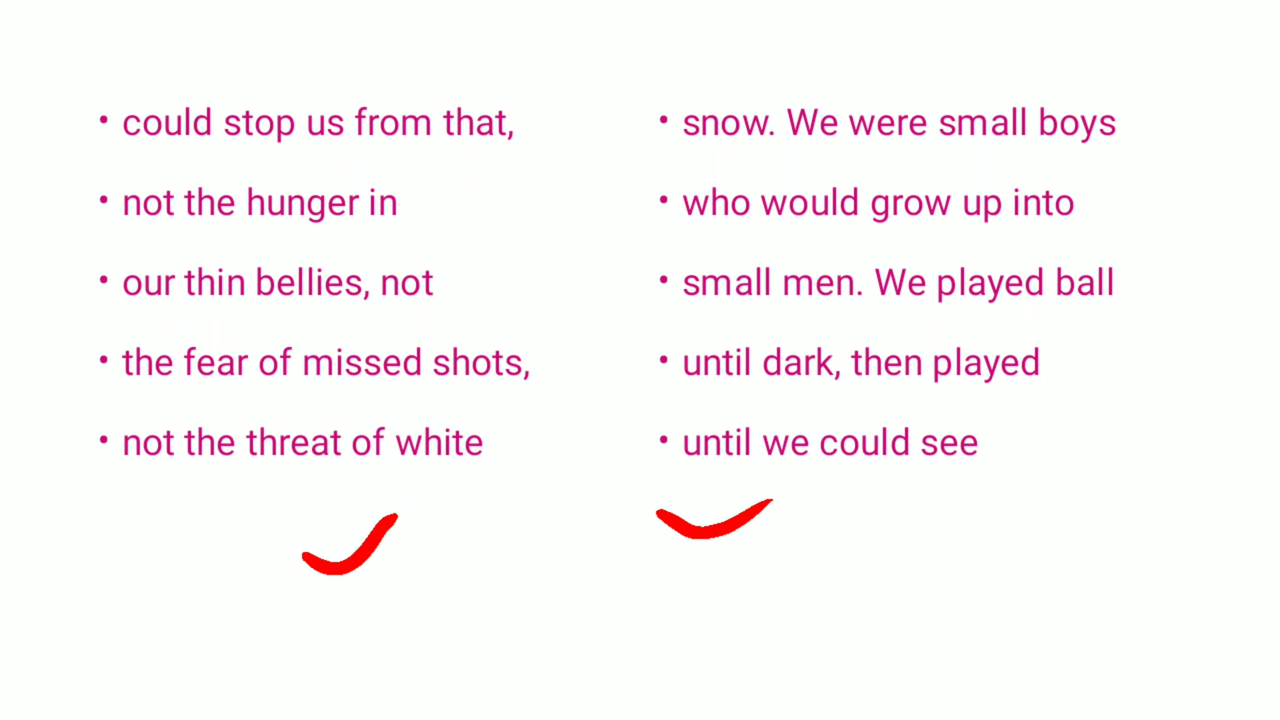 • could stop us from that,
• not the hunger in
• our thin bellies, not
• the fear of missed shots,
• not the threat of white
• snow. We were small boys
• who would grow up into
• small men. We played ball
• until dark, then played
• until we could see